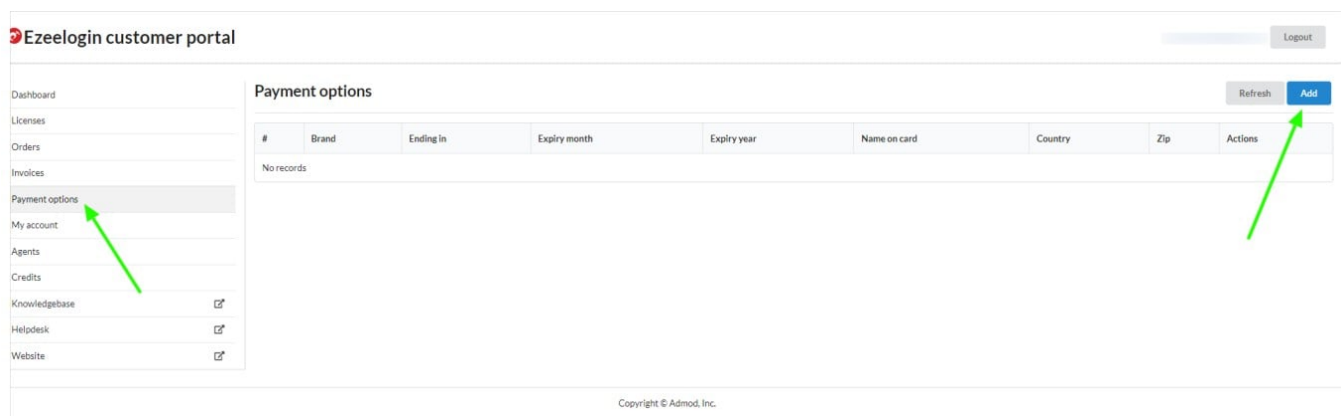 Ezeelogin customer portal
Logout
Dashboard
Licenses
Orders
Invoices
Payment options
My account
Agents
Credits
Knowledgebase
Helpdesk
Website
Payment options
Refresh Add
# Brand Ending in Expiry month Expiry year Name on card Country Zip Actions
No records
Copyright © Admod, Inc.